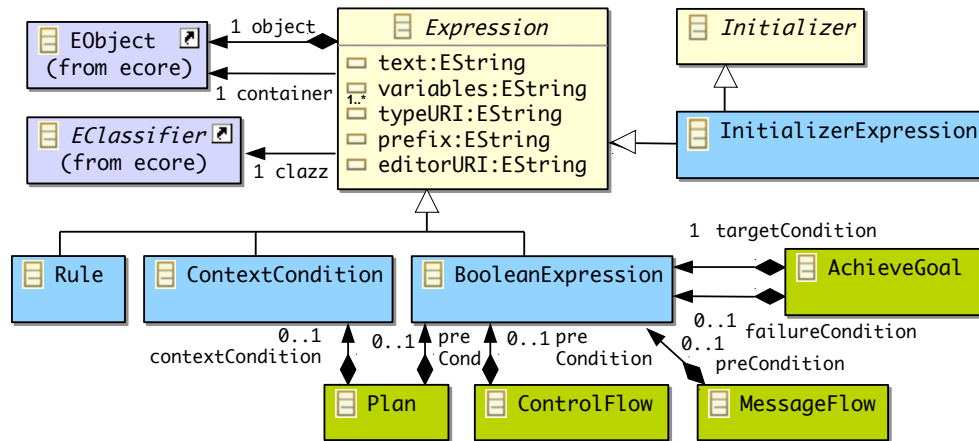 EObject
(from ecore)
1 object
1 container
EClassifier
(from ecore)
1 clazz
Expression
text:EString
variables:EString
1..*
typeURI:EString
prefix:EString
editorURI:EString
Initializer
InitializerExpression
Rule
ContextCondition
BooleanExpression
1 targetCondition
AchieveGoal
0..1
failureCondition
0..1
contextCondition
0..1
pre
Cond
0..1
pre
Condition
0..1
preCondition
Plan
ControlFlow
MessageFlow